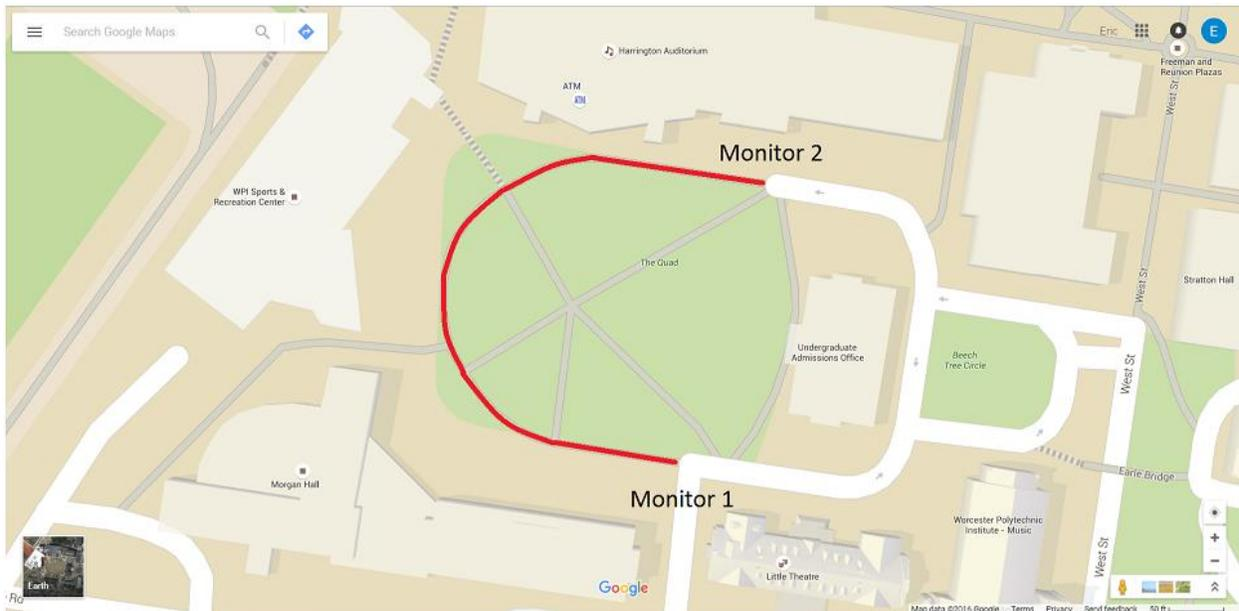 Search Google Maps
Eric
E
Harrington Auditorium
Freeman and
Reunion Plazas
ATM
ATM
West St
Monitor 2
WPI Sports &
Recreation Center
The Quad
West St
Stratton Hall
Undergraduate
Admissions Office
Beech
Tree Circle
West St
Earle Bridge
Morgan Hall
Monitor 1
Worcester Polytechnic
Institute - Music
Little Theatre
West St
Earth
Google
Rd
Map data ©2016 Google Terms Privacy Send feedback 50 ft